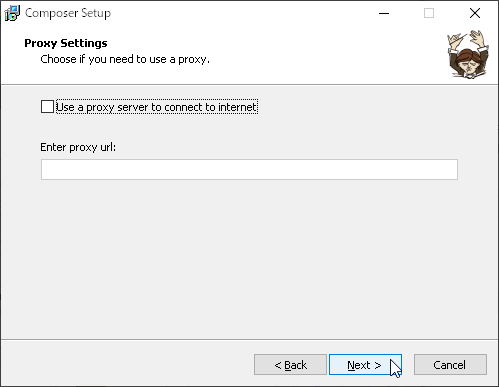 Composer Setup
Proxy Settings
Choose if you need to use a proxy.
Use a proxy server to connect to internet
Enter proxy url:
< Back
Next >
Cancel